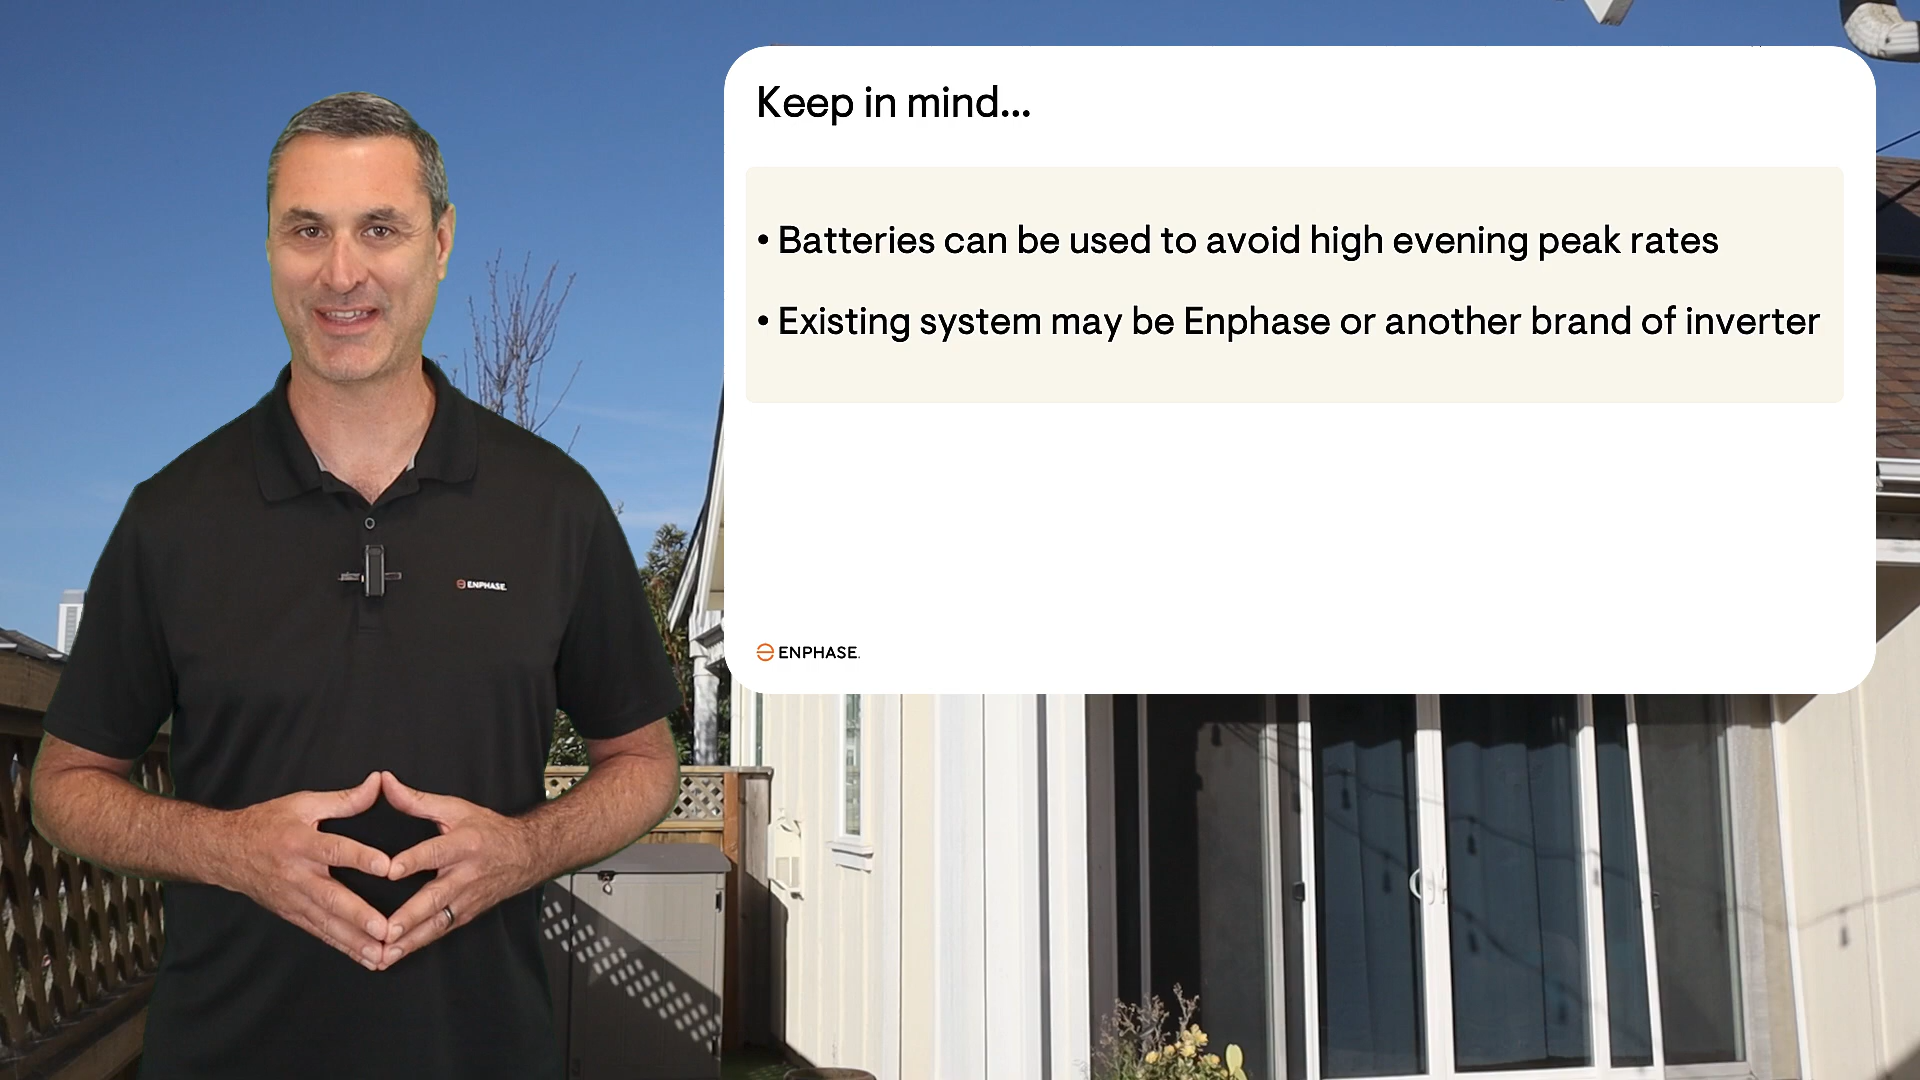 Keep in mind...
• Batteries can be used to avoid high evening peak rates
• Existing system may be Enphase or another brand of inverter
ENPHASE.
ENPHASE.